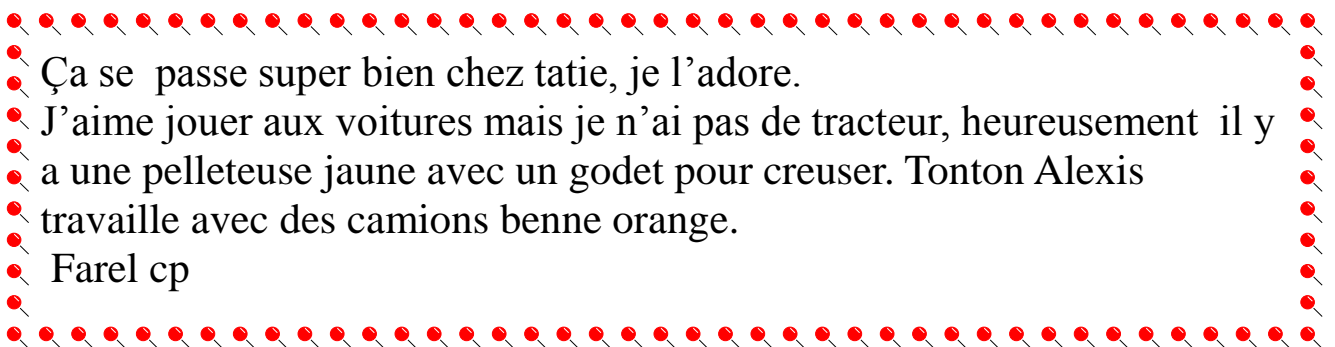 Ça se  passe super bien chez tatie, je l’adore.
J’aime jouer aux voitures mais je n’ai pas de tracteur, heureusement  il y
a une pelleteuse jaune avec un godet pour creuser. Tonton Alexis
travaille avec des camions benne orange.
Farel cp